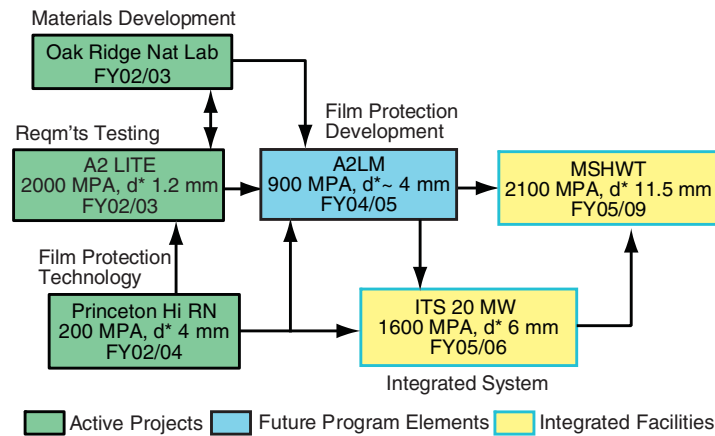 Materials Development
Oak Ridge Nat Lab
FY02/03
Reqm'ts Testing
A2 LITE
2000 MPA, d* 1.2 mm
FY02/03
Film Protection
Development
A2LM
900 MPA, d*~ 4 mm
FY04/05
MSHWT
2100 MPA, d* 11.5 mm
FY05/09
Film Protection
Technology
Princeton Hi RN
200 MPA, d* 4 mm
FY02/04
ITS 20 MW
1600 MPA, d* 6 mm
FY05/06
Integrated System
Active Projects
Future Program Elements
Integrated Facilities